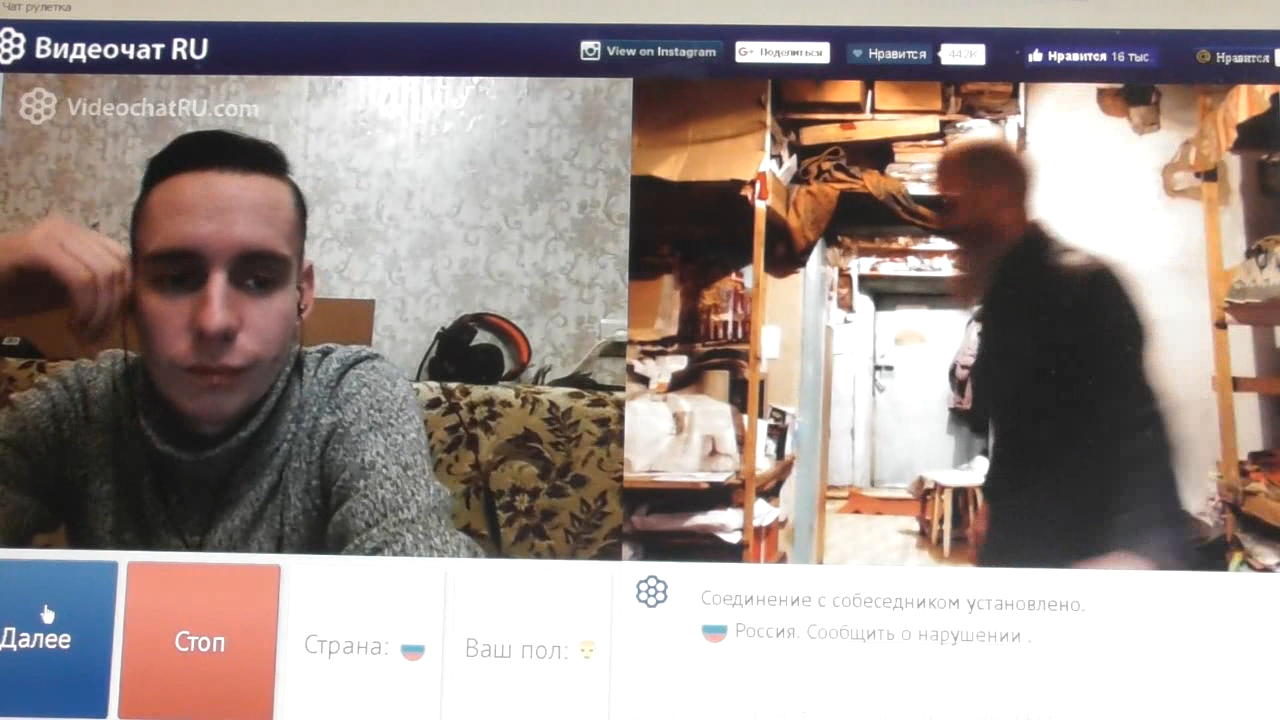 Чат рулетка
Видеочат RU
View on Instagram
G+ Поделиться
Нравится
442K
Нравится 16 тыс
Нравится
VideochatRU.com
Далее
Стоп
Страна:
Ваш пол:
Соединение с собеседником установлено.
Россия. Сообщить о нарушении .